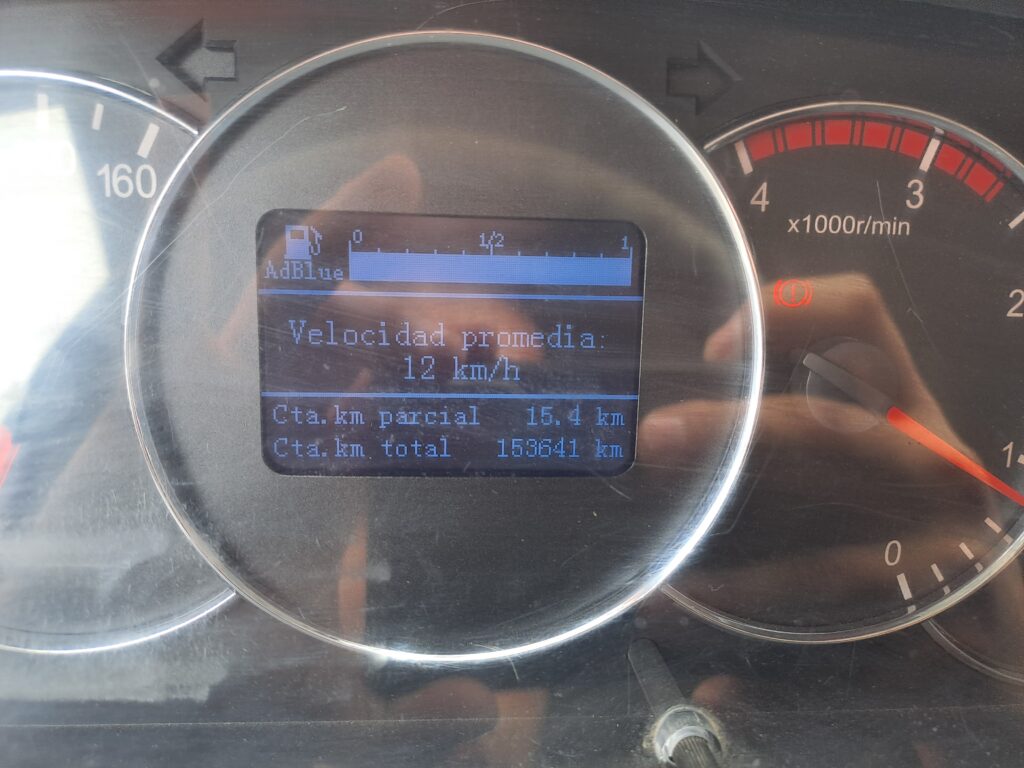 160
0 1/2 1
AdBlue
Velocidad promedia:
12 km/h
Cta.km parcial 15.4 km
Cta.km total 153641 km
4
3
x1000r/min
2
1
0